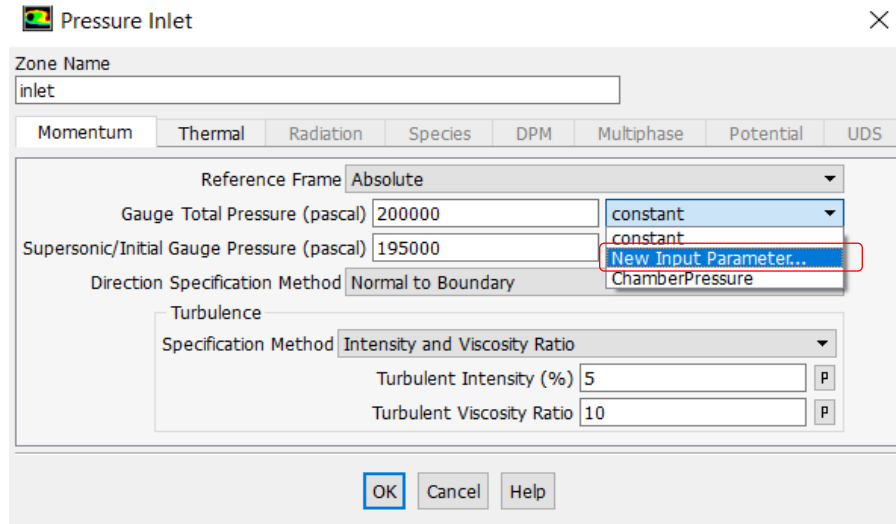 Pressure Inlet
Zone Name
inlet
Momentum Thermal Radiation Species DPM Multiphase Potential UDS
Reference Frame Absolute
Gauge Total Pressure (pascal) 200000 constant
constant
Supersonic/Initial Gauge Pressure (pascal) 195000
New Input Parameter...
Direction Specification Method Normal to Boundary
ChamberPressure
Turbulence
Specification Method Intensity and Viscosity Ratio
Turbulent Intensity (%) 5 P
Turbulent Viscosity Ratio 10 P
OK Cancel Help